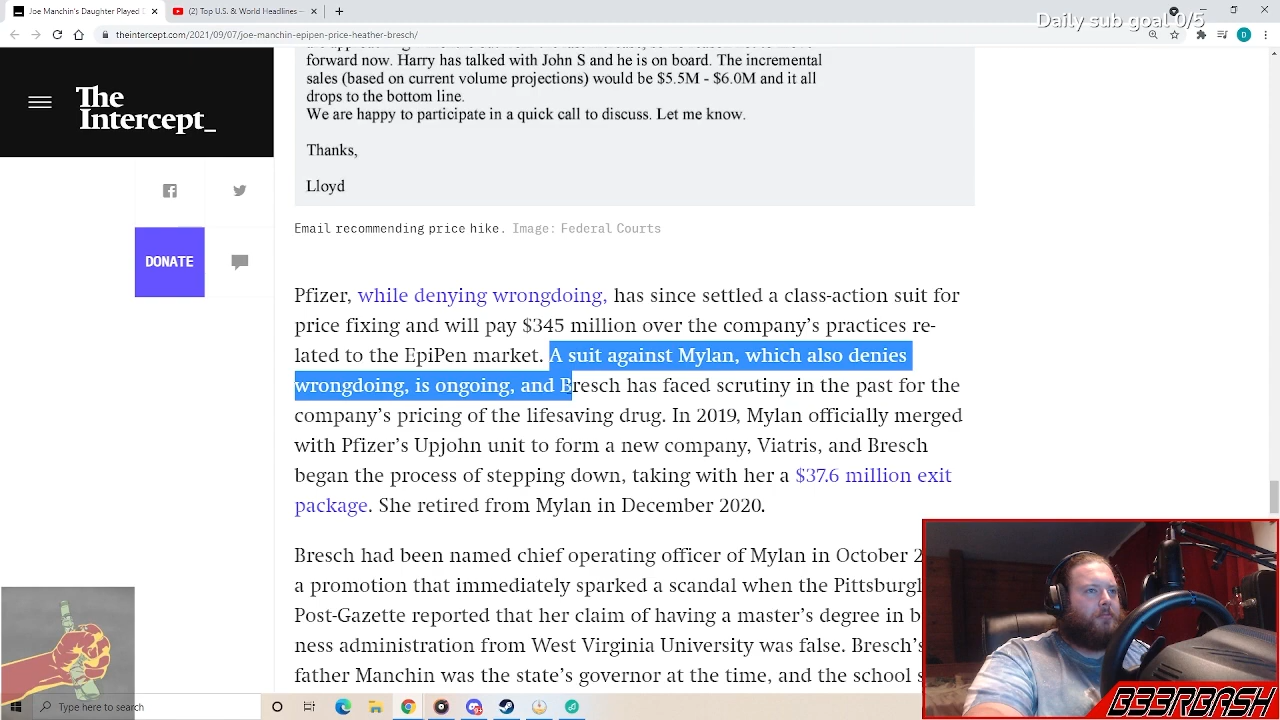 Joe Manchin's Daughter Played D
(2) Top U.S. & World Headlines –
Daily sub goal 0/5
theintercept.com/2021/09/07/joe-manchin-epipen-price-heather-bresch/
D
The
Intercept_
forward now. Harry has talked with John S and he is on board. The incremental
sales (based on current volume projections) would be $5.5M - $6.0M and it all
drops to the bottom line.
We are happy to participate in a quick call to discuss. Let me know.
Thanks,
Lloyd
Email recommending price hike. Image: Federal Courts
DONATE
Pfizer, while denying wrongdoing, has since settled a class-action suit for
price fixing and will pay $345 million over the company's practices re-
lated to the EpiPen market. A suit against Mylan, which also denies
wrongdoing, is ongoing, and Bresch has faced scrutiny in the past for the
company's pricing of the lifesaving drug. In 2019, Mylan officially merged
with Pfizer's Upjohn unit to form a new company, Viatris, and Bresch
began the process of stepping down, taking with her a $37.6 million exit
package. She retired from Mylan in December 2020.
Bresch had been named chief operating officer of Mylan in October 2
a promotion that immediately sparked a scandal when the Pittsburgh
Post-Gazette reported that her claim of having a master's degree in b
ness administration from West Virginia University was false. Bresch's
father Manchin was the state's governor at the time, and the school s
B33RBASH
Type here to search